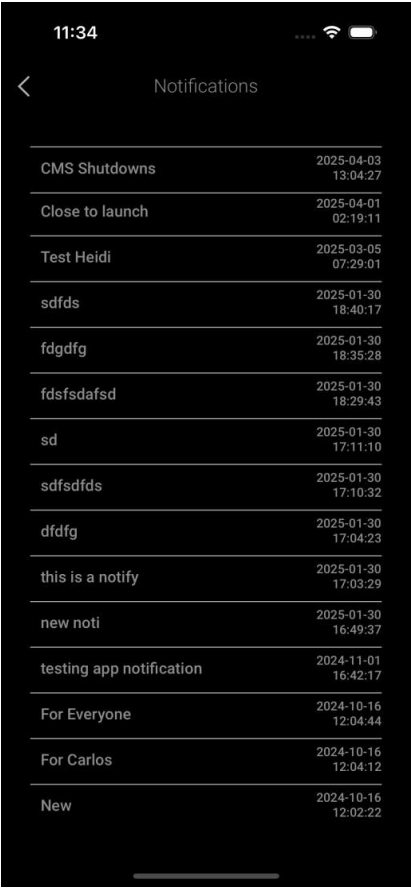 11:34
Notifications
CMS Shutdowns
2025-04-03
13:04:27
Close to launch
2025-04-01
02:19:11
Test Heidi
2025-03-05
07:29:01
sdfds
2025-01-30
18:40:17
fdgdfg
2025-01-30
18:35:28
fdsfsdafsd
2025-01-30
18:29:43
sd
2025-01-30
17:11:10
sdfsdfds
2025-01-30
17:10:32
dfdfg
2025-01-30
17:04:23
this is a notify
2025-01-30
17:03:29
new noti
2025-01-30
16:49:37
testing app notification
2024-11-01
16:42:17
For Everyone
2024-10-16
12:04:44
For Carlos
2024-10-16
12:04:12
New
2024-10-16
12:02:22